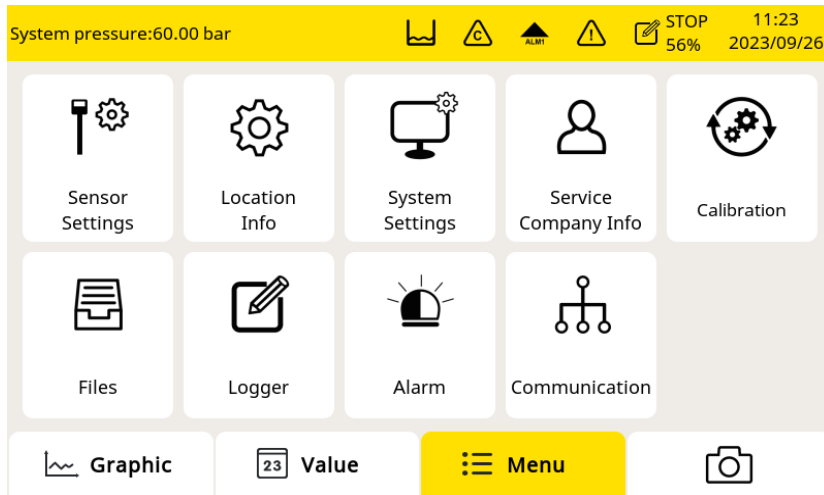 System pressure:60.00 bar
C
ALM1
STOP
56%
11:23
2023/09/26
Sensor
Settings
Location
Info
System
Settings
Service
Company Info
Calibration
Files
Logger
Alarm
Communication
Graphic
23
Value
Menu